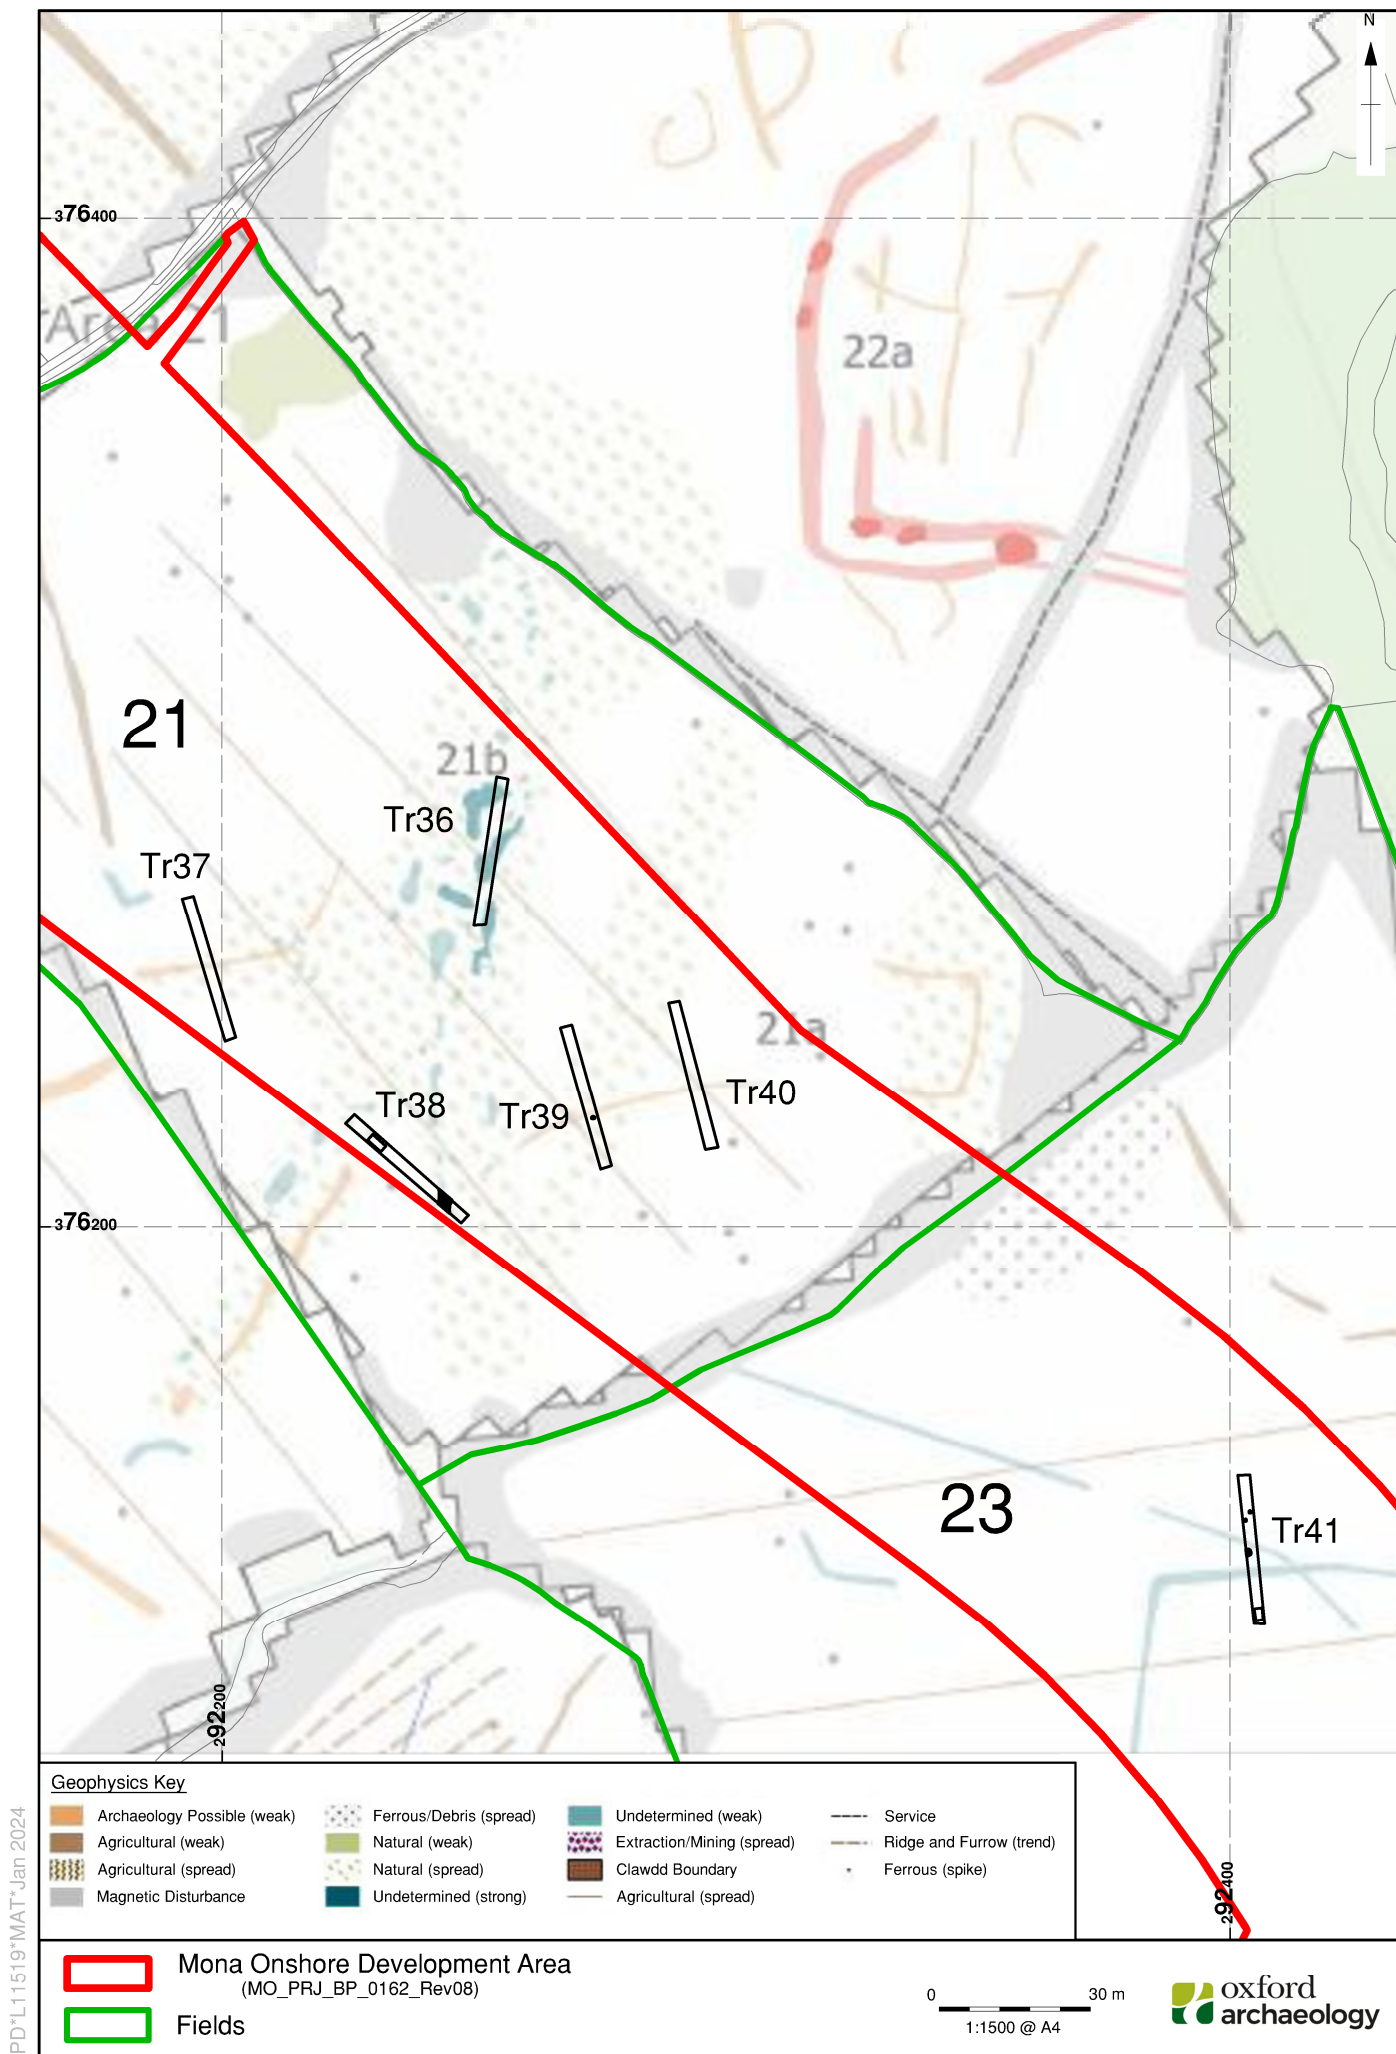 N
376400
Area 21
22a
21
21b
Tr36
Tr37
21a
Tr38
Tr39
Tr40
376200
23
Tr41
292200
292400
Geophysics Key
Archaeology Possible (weak)
Agricultural (weak)
Agricultural (spread)
Magnetic Disturbance
Ferrous/Debris (spread)
Natural (weak)
Natural (spread)
Undetermined (strong)
Undetermined (weak)
Extraction/Mining (spread)
Clawdd Boundary
Agricultural (spread)
Service
Ridge and Furrow (trend)
Ferrous (spike)
Mona Onshore Development Area
(MO_PRJ_BP_0162_Rev08)
Fields
0 30 m
1:1500 @ A4
oxford
archaeology
PD*L11519*MAT*Jan 2024